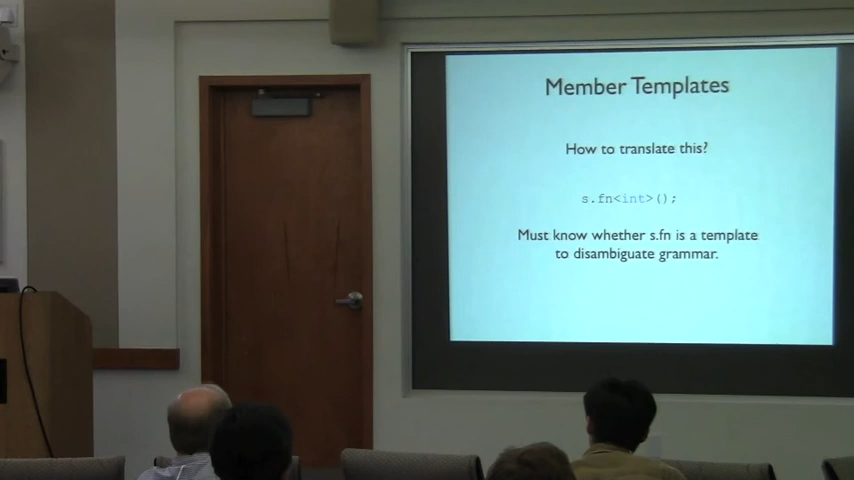 Member Templates
How to translate this?
s.fn<int>();
Must know whether s.fn is a template
to disambiguate grammar.